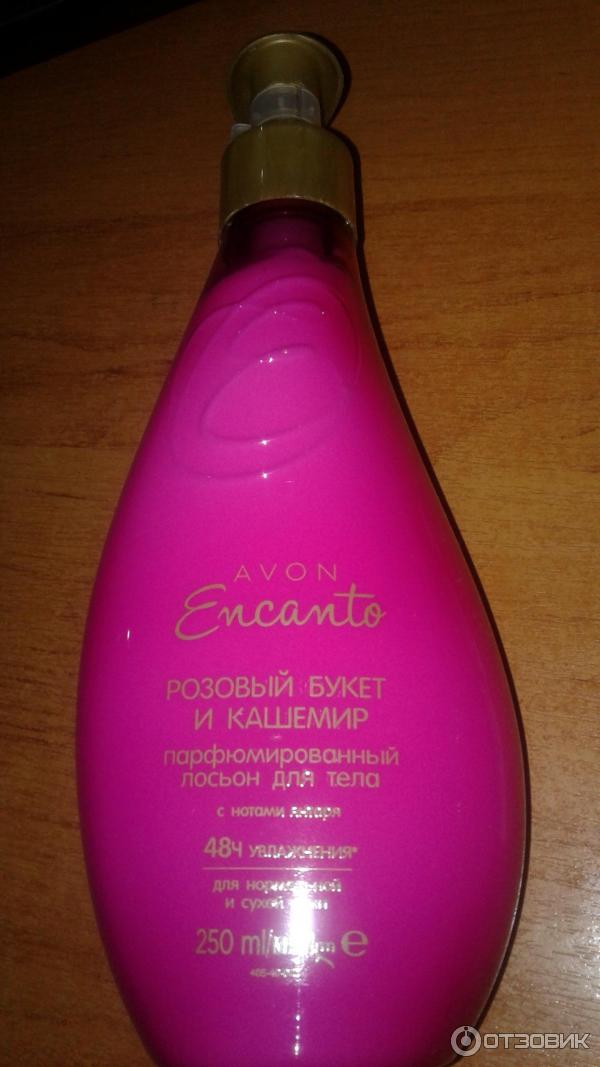 AVON
Encanto
РОЗОВЫЙ БУКЕТ
И КАШЕМИР
парфюмированный
лосьон для тела
с нотами
48Ч УВЛАЖНЕНИЯ*
для нормальной
и сухой
250 ml/ e
ОТЗОВИК